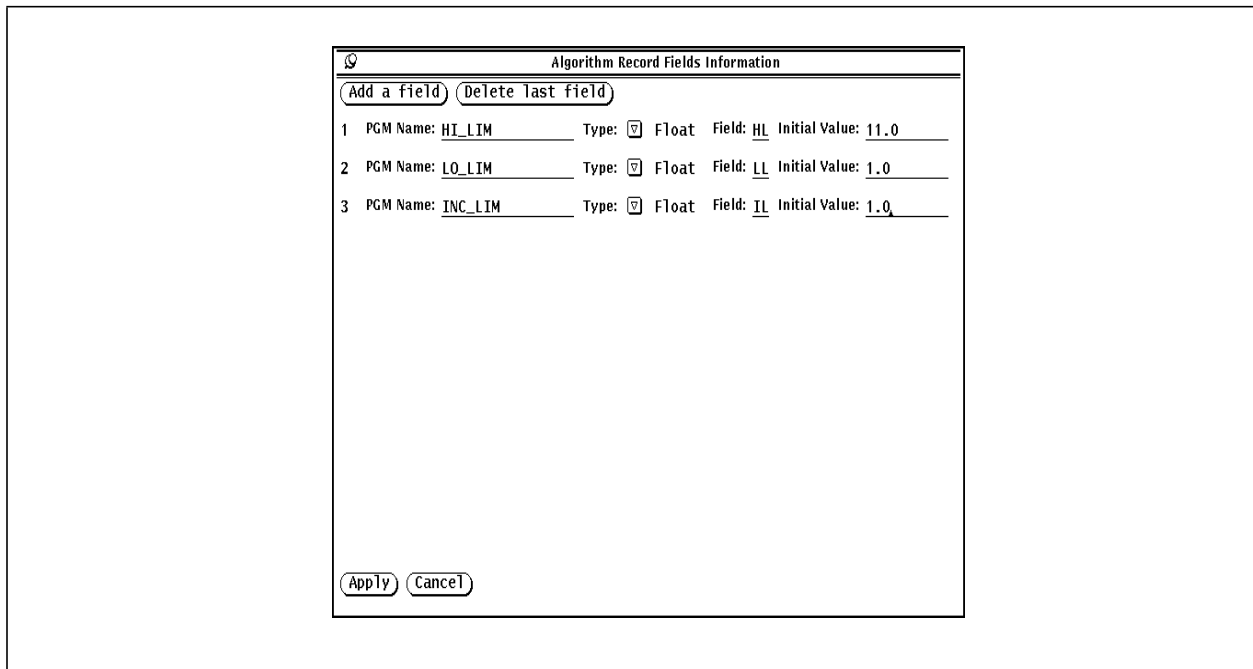 Algorithm Record Fields Information
Add a field Delete last field
1 PGM Name: HI_LIM Type: Float Field: HL Initial Value: 11.0
2 PGM Name: LO_LIM Type: Float Field: LL Initial Value: 1.0
3 PGM Name: INC_LIM Type: Float Field: IL Initial Value: 1.0
Apply Cancel